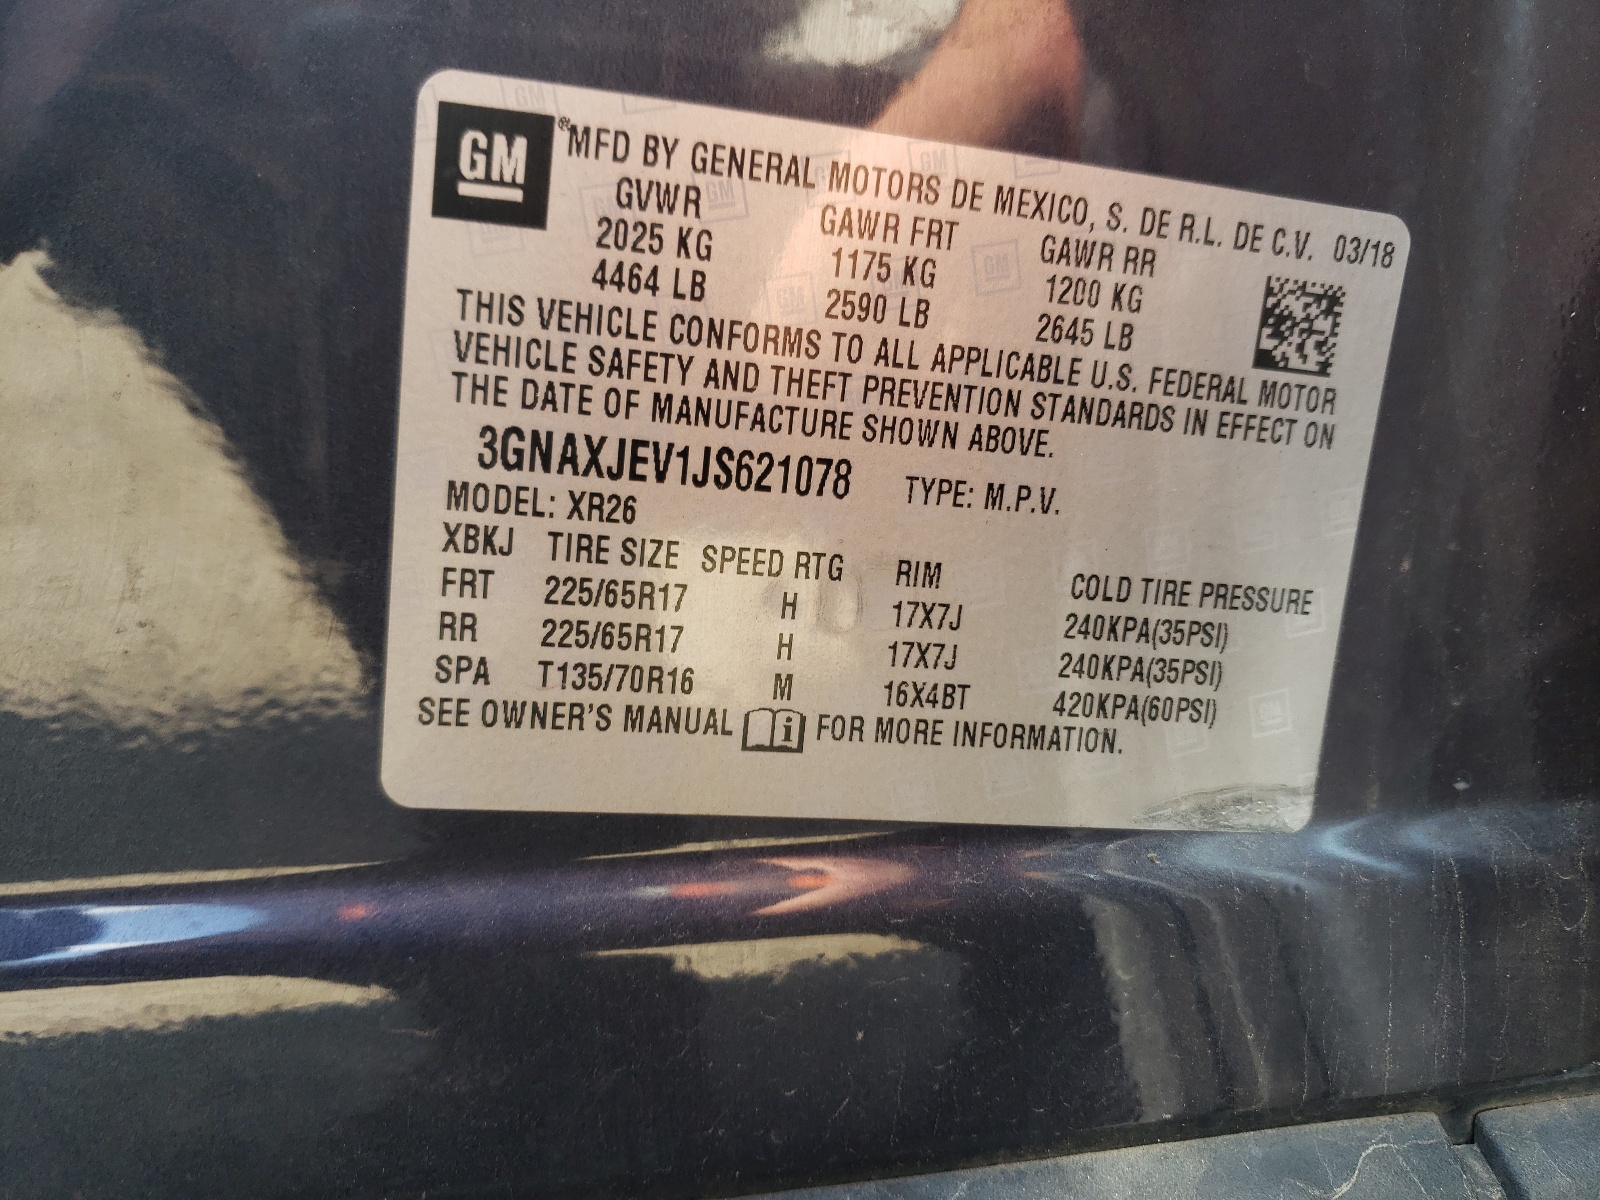 GM ® MFD BY GENERAL MOTORS DE MEXICO, S. DE R.L. DE C.V. 03/18
GVWR GAWR FRT GAWR RR
2025 KG 1175 KG 1200 KG
4464 LB 2590 LB 2645 LB
THIS VEHICLE CONFORMS TO ALL APPLICABLE U.S. FEDERAL MOTOR
VEHICLE SAFETY AND THEFT PREVENTION STANDARDS IN EFFECT ON
THE DATE OF MANUFACTURE SHOWN ABOVE.
3GNAXJEV1JS621078 TYPE: M.P.V.
MODEL: XR26
XBKJ TIRE SIZE SPEED RTG RIM COLD TIRE PRESSURE
FRT 225/65R17 H 17X7J 240KPA(35PSI)
RR 225/65R17 H 17X7J 240KPA(35PSI)
SPA T135/70R16 M 16X4BT 420KPA(60PSI)
SEE OWNER'S MANUAL i FOR MORE INFORMATION.